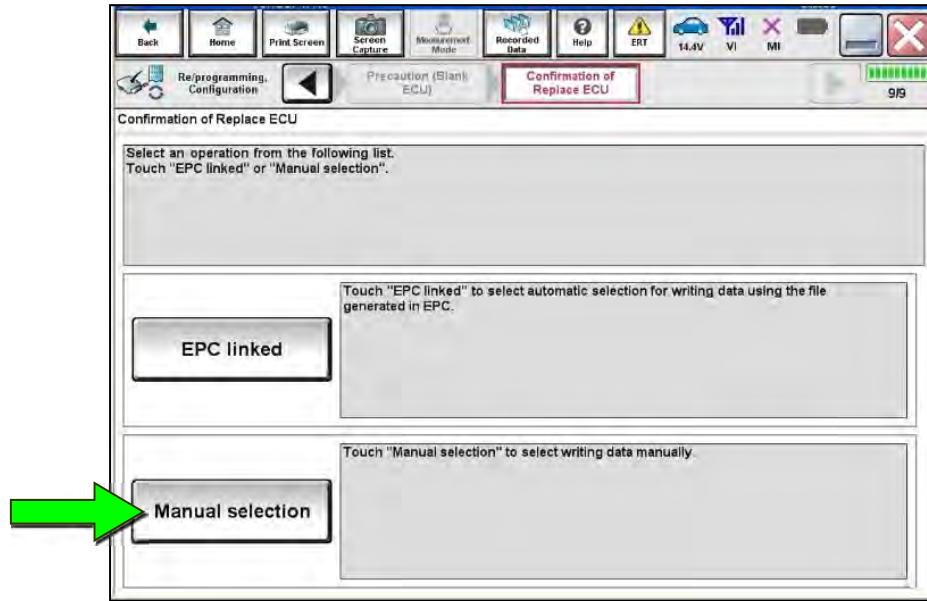 Back
Home
Print Screen
Screen
Capture
Measurement
Mode
Recorded
Data
Help
ERT
14.4V
VI
MI
Re/programming,
Configuration
Precaution (Blank
ECU)
Confirmation of
Replace ECU
9/9
Confirmation of Replace ECU
Select an operation from the following list.
Touch "EPC linked" or "Manual selection".
EPC linked
Touch "EPC linked" to select automatic selection for writing data using the file
generated in EPC.
Manual selection
Touch "Manual selection" to select writing data manually.